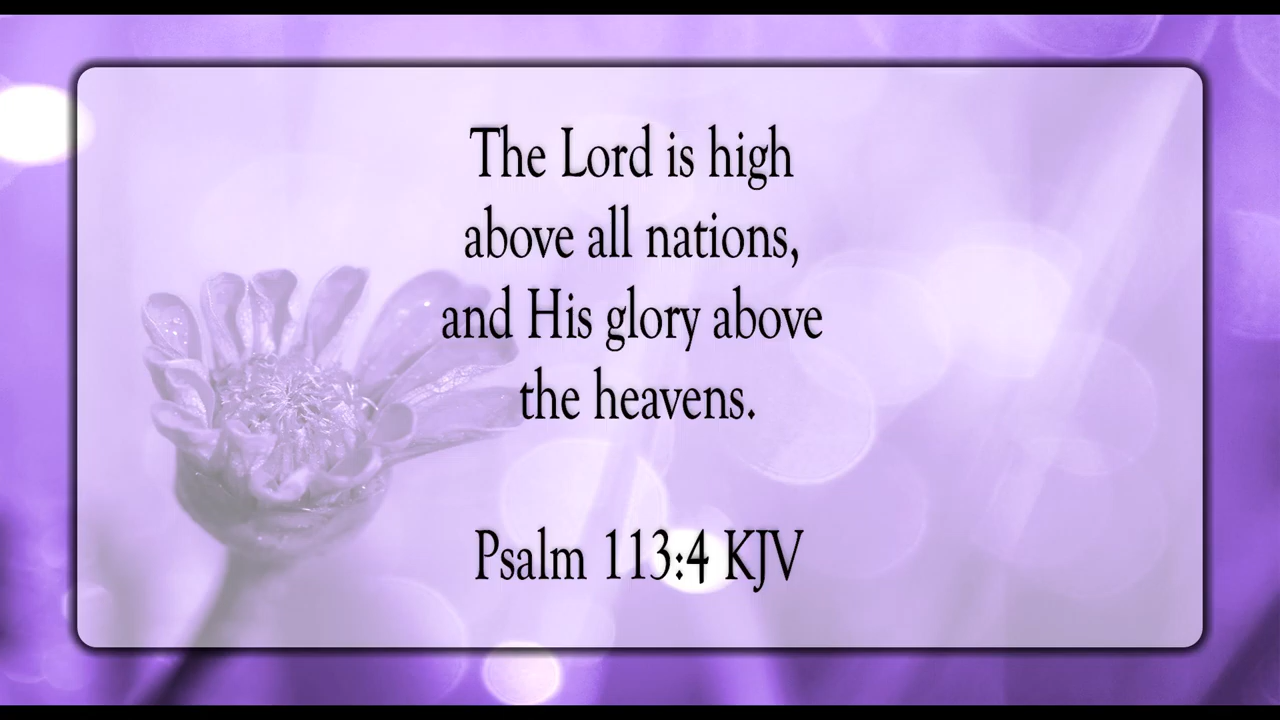 The Lord is high
above all nations,
and His glory above
the heavens.
Psalm 113:4 KJV